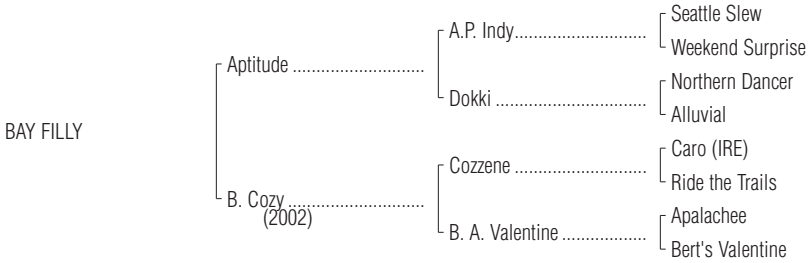 Seattle Slew
A.P. Indy..............................
Weekend Surprise
Aptitude ..............................
Northern Dancer
Dokki ..................................
Alluvial
BAY FILLY
Caro (IRE)
Cozzene ..............................
Ride the Trails
B. Cozy ..............................
(2002)
Apalachee
B. A. Valentine ....................
Bert's Valentine